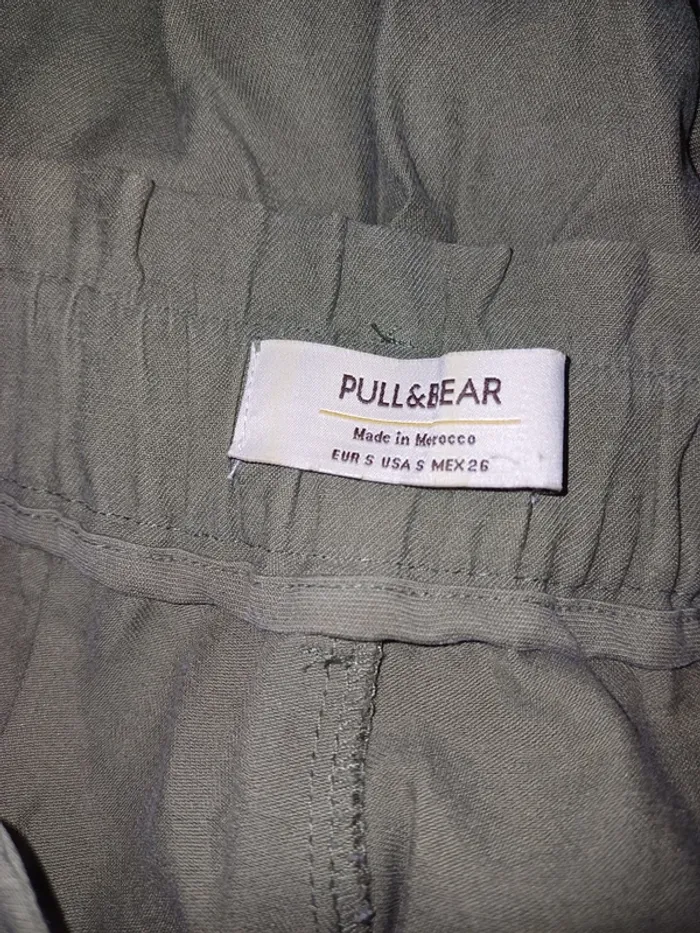 PULL&BEAR
Made in Morocco
EUR S USA S MEX 26